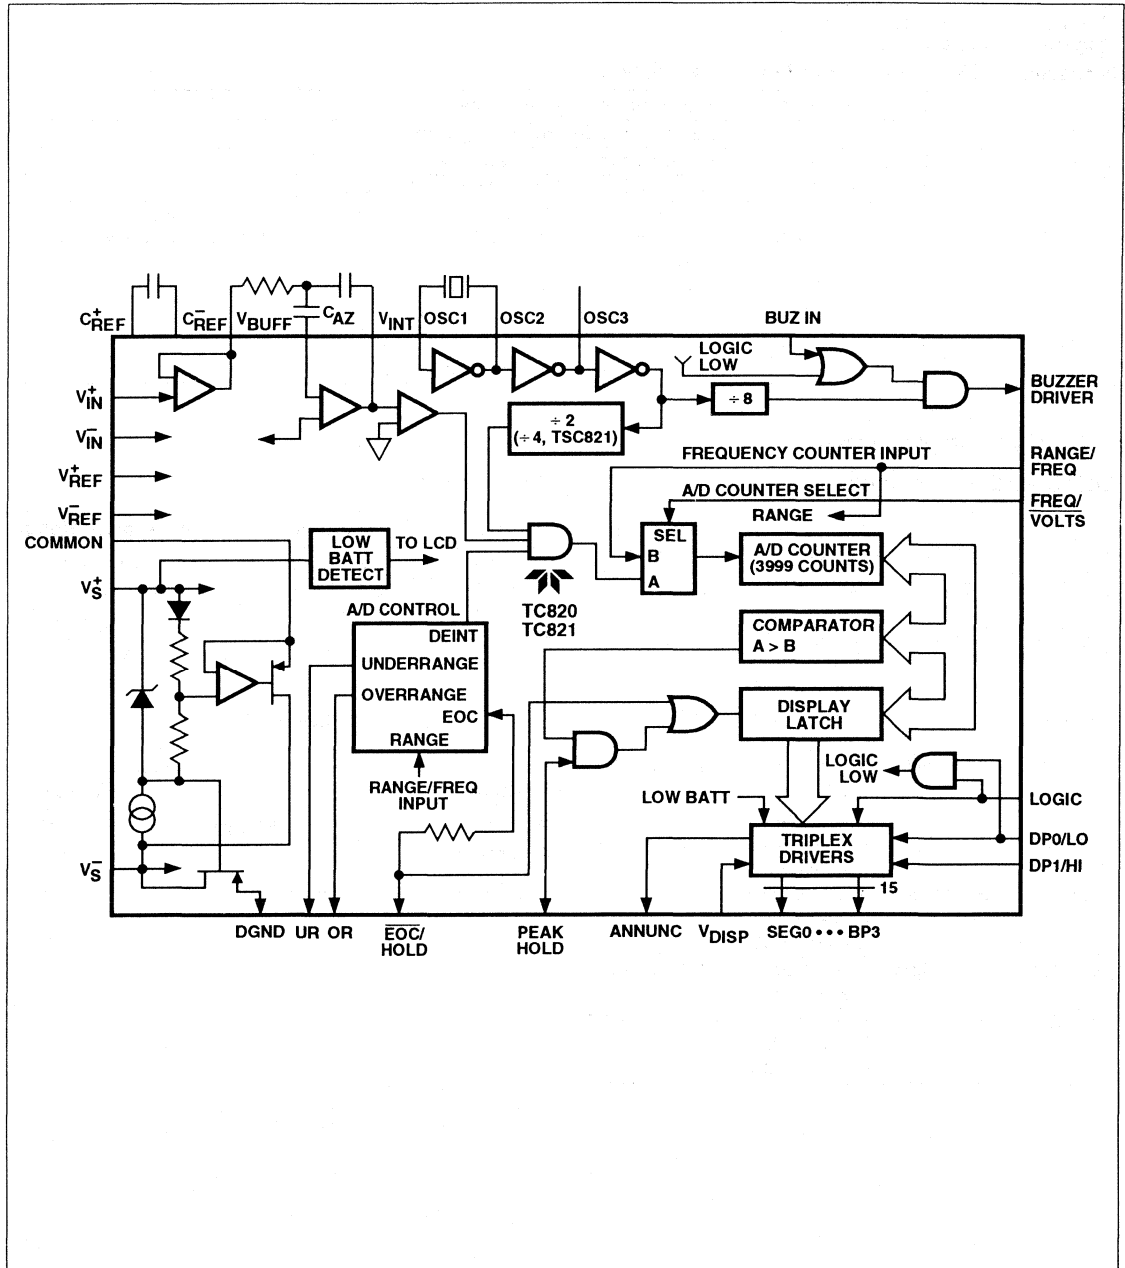 C+REF
C−REF
VBUFF
CAZ
VINT
OSC1
OSC2
OSC3
BUZ IN
LOGIC
LOW
BUZZER
DRIVER
V+IN
V−IN
V+REF
V−REF
COMMON
V+S
÷ 8
÷ 2
(÷ 4, TSC821)
FREQUENCY COUNTER INPUT
RANGE/
FREQ
A/D COUNTER SELECT
FREQ/
VOLTS
RANGE
SEL
B
A
A/D COUNTER
(3999 COUNTS)
LOW
BATT
DETECT
TO LCD
TC820
TC821
A/D CONTROL
DEINT
UNDERRANGE
OVERRANGE
EOC
RANGE
RANGE/FREQ
INPUT
COMPARATOR
A > B
DISPLAY
LATCH
LOGIC
LOW
LOW BATT
LOGIC
TRIPLEX
DRIVERS
DP0/LO
DP1/HI
15
V−S
DGND
UR
OR
EOC/
HOLD
PEAK
HOLD
ANNUNC
VDISP
SEG0 ••• BP3